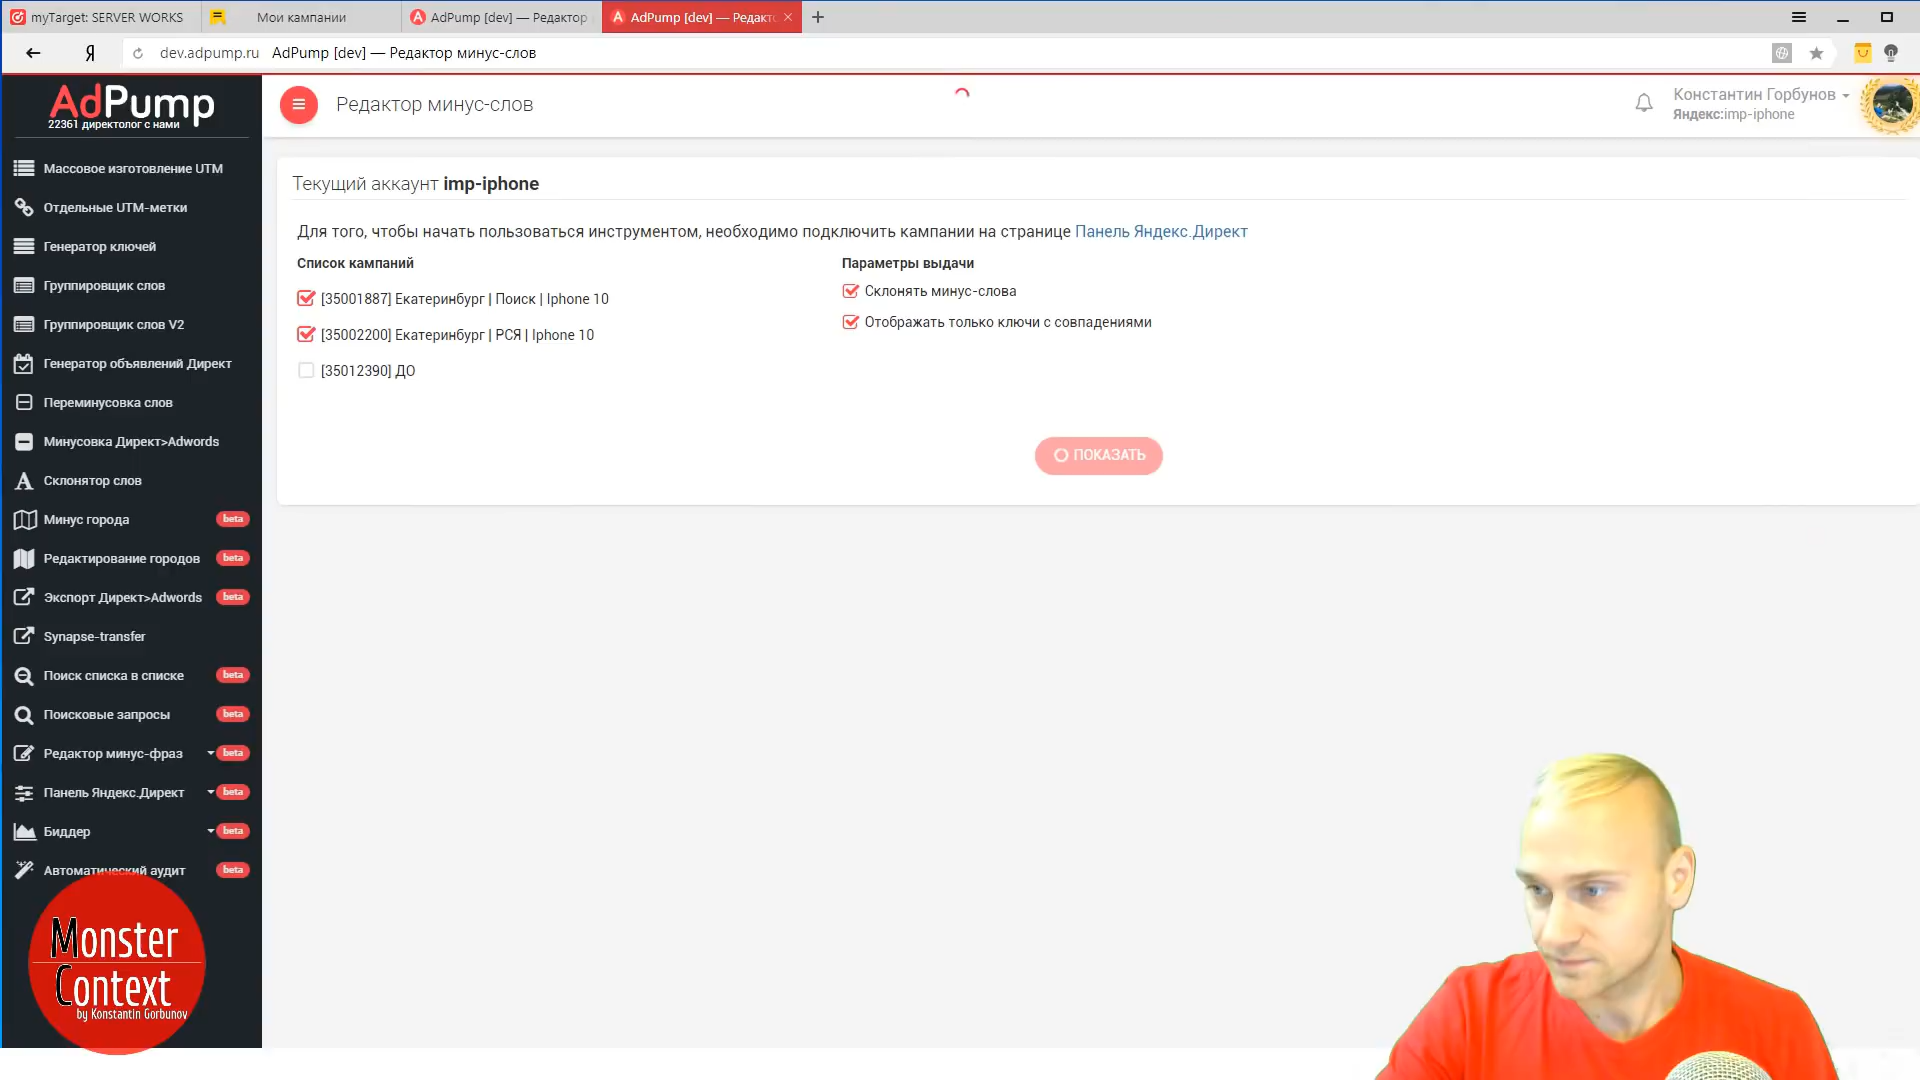 myTarget: SERVER WORKS
Мои кампании
AdPump [dev] — Редактор
AdPump [dev] — Редакто
Я
dev.adpump.ru AdPump [dev] — Редактор минус-слов
AdPump
22361 директолог с нами
Массовое изготовление UTM
Отдельные UTM-метки
Генератор ключей
Группировщик слов
Группировщик слов V2
Генератор объявлений Директ
Переминусовка слов
Минусовка Директ>Adwords
Склонятор слов
Минус города beta
Редактирование городов beta
Экспорт Директ>Adwords beta
Synapse-transfer
Поиск списка в списке beta
Поисковые запросы beta
Редактор минус-фраз beta
Панель Яндекс.Директ beta
Биддер beta
Автоматический аудит beta
Monster
Context
by Konstantin Gorbunov
Редактор минус-слов
Константин Горбунов
Яндекс:imp-iphone
Текущий аккаунт imp-iphone
Для того, чтобы начать пользоваться инструментом, необходимо подключить кампании на странице Панель Яндекс.Директ
Список кампаний
[35001887] Екатеринбург | Поиск | Iphone 10
[35002200] Екатеринбург | РСЯ | Iphone 10
[35012390] ДО
Параметры выдачи
Склонять минус-слова
Отображать только ключи с совпадениями
ПОКАЗАТЬ